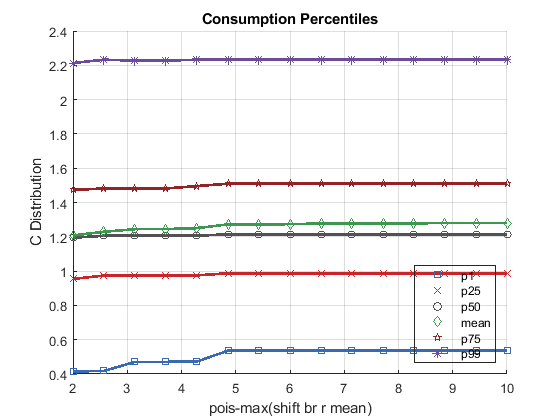 Consumption Percentiles
2.4
2.2
2
1.8
1.6
1.4
1.2
1
0.8
0.6
0.4
C Distribution
p1
p25
p50
mean
p75
p99
2 3 4 5 6 7 8 9 10
pois-max(shift br r mean)